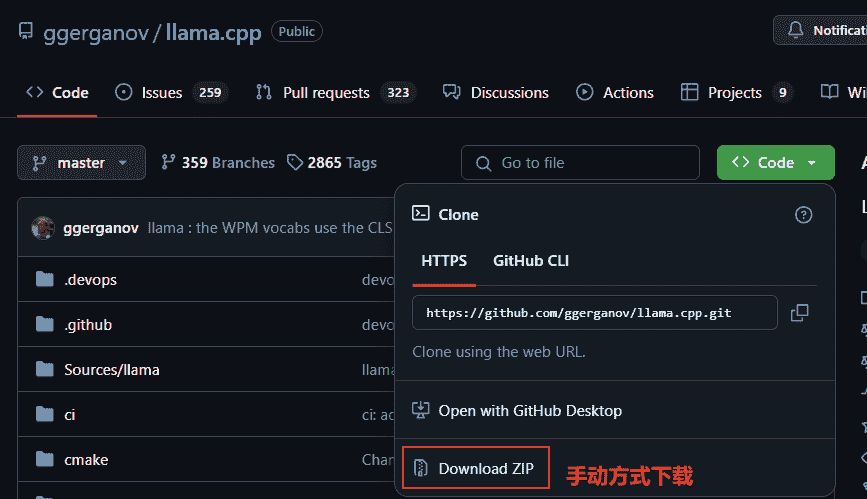 ggerganov / llama.cpp Public
Code Issues 259 Pull requests 323 Discussions Actions Projects 9
master 359 Branches 2865 Tags Go to file Code
Clone
ggerganov llama : the WPM vocabs use the CLS
HTTPS GitHub CLI
.devops
https://github.com/ggerganov/llama.cpp.git
.github
Clone using the web URL.
Sources/llama
ci ci:
Open with GitHub Desktop
cmake
Download ZIP 手动方式下载